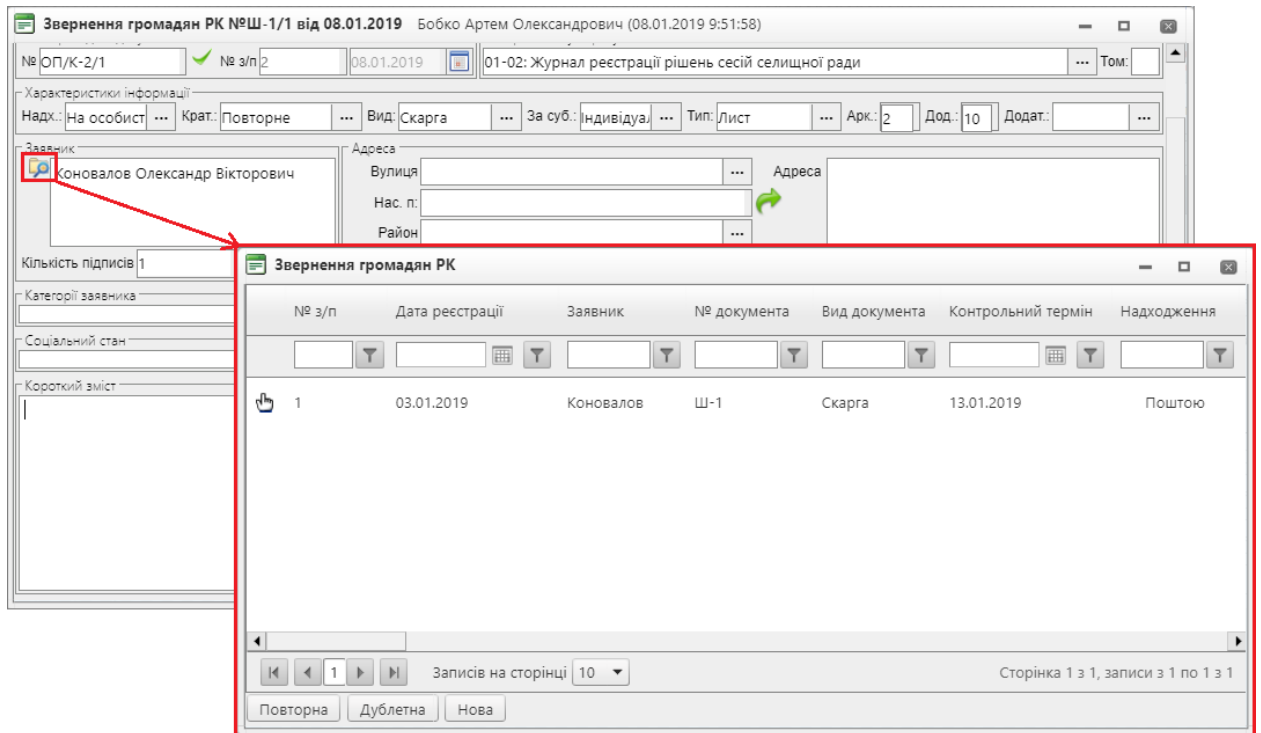 Звернення громадян РК №Ш-1/1 від 08.01.2019 Бобко Артем Олександрович (08.01.2019 9:51:58)
№ ОП/К-2/1 № з/п 2 08.01.2019 01-02: Журнал реєстрації рішень сесій селищної ради ... Том:
Характеристики інформації
Надх.: На особист ... Крат.: Повторне ... Вид: Скарга ... За суб.: Індивідуал ... Тип: Лист ... Арк.: 2 Дод.: 10 Додат.: ...
Заявник Адреса
Коновалов Олександр Вікторович Вулиця ... Адреса
Нас. п:
Район ...
Кількість підписів 1
Категорії заявника
Соціальний стан
Короткий зміст
Звернення громадян РК
№ з/п Дата реєстрації Заявник № документа Вид документа Контрольний термін Надходження
1 03.01.2019 Коновалов Ш-1 Скарга 13.01.2019 Поштою
1 Записів на сторінці 10 Сторінка 1 з 1, записи з 1 по 1 з 1
Повторна Дублетна Нова